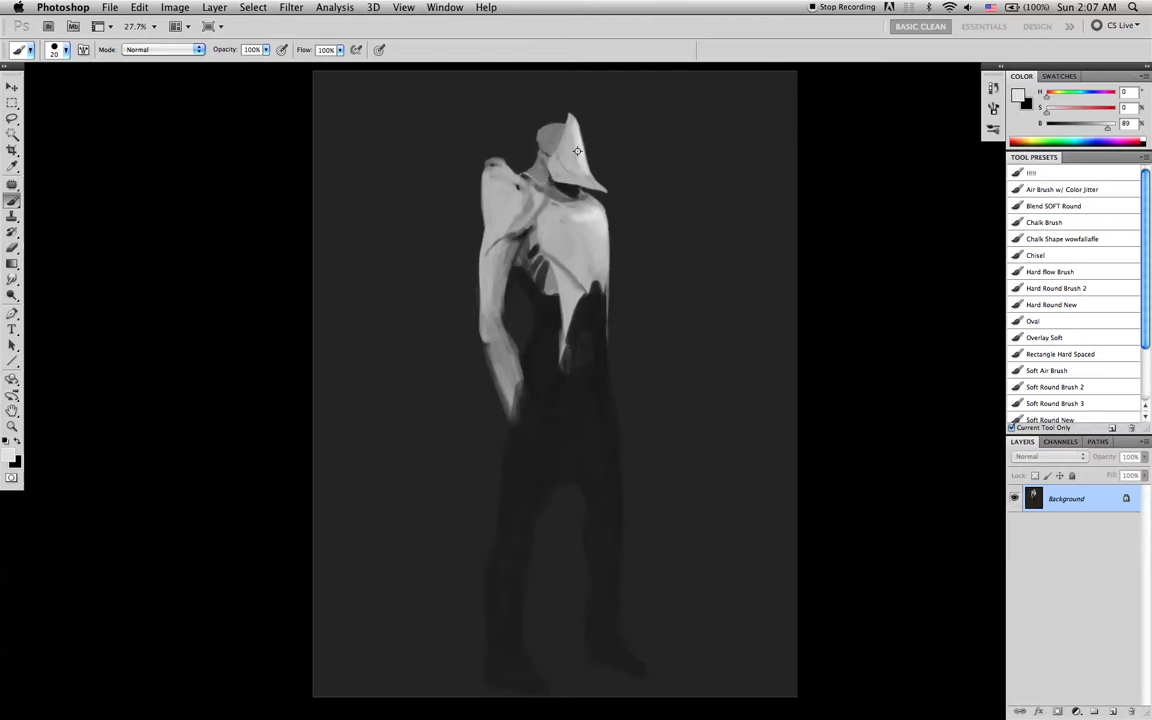 Photoshop File Edit Image Layer Select Filter Analysis 3D View Window Help Stop Recording (100%) Sun 2:07 AM
Ps Br Mb 27.7% BASIC CLEAN ESSENTIALS DESIGN CS Live
20 Mode: Normal Opacity: 100% Flow: 100%
COLOR SWATCHES
H 0 °
S 0 %
B 89 %
TOOL PRESETS
!!!!!
Air Brush w/ Color Jitter
Blend SOFT Round
Chalk Brush
Chalk Shape wowfallafle
Chisel
Hard flow Brush
Hard Round Brush 2
Hard Round New
Oval
Overlay Soft
Rectangle Hard Spaced
Soft Air Brush
Soft Round Brush 2
Soft Round Brush 3
Soft Round New
Current Tool Only
LAYERS CHANNELS PATHS
Normal Opacity: 100%
Lock: Fill: 100%
Background
fx